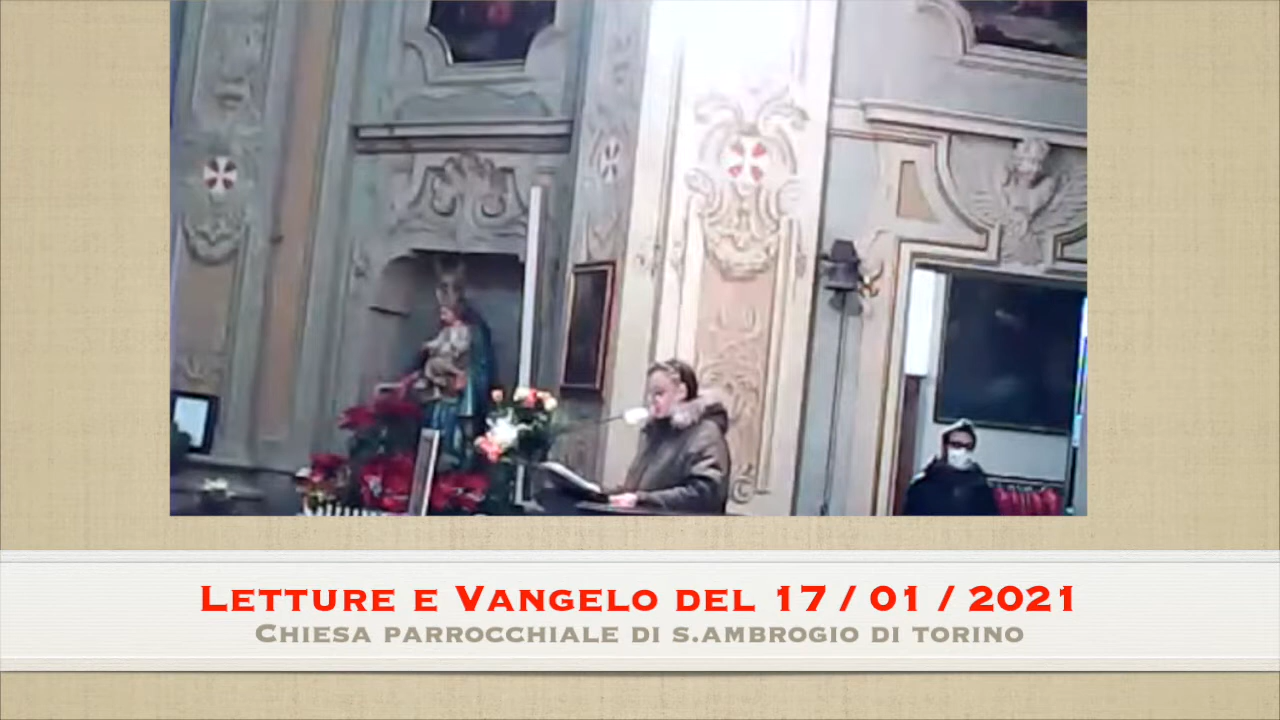 Letture e Vangelo del 17 / 01 / 2021
Chiesa parrocchiale di s.ambrogio di torino